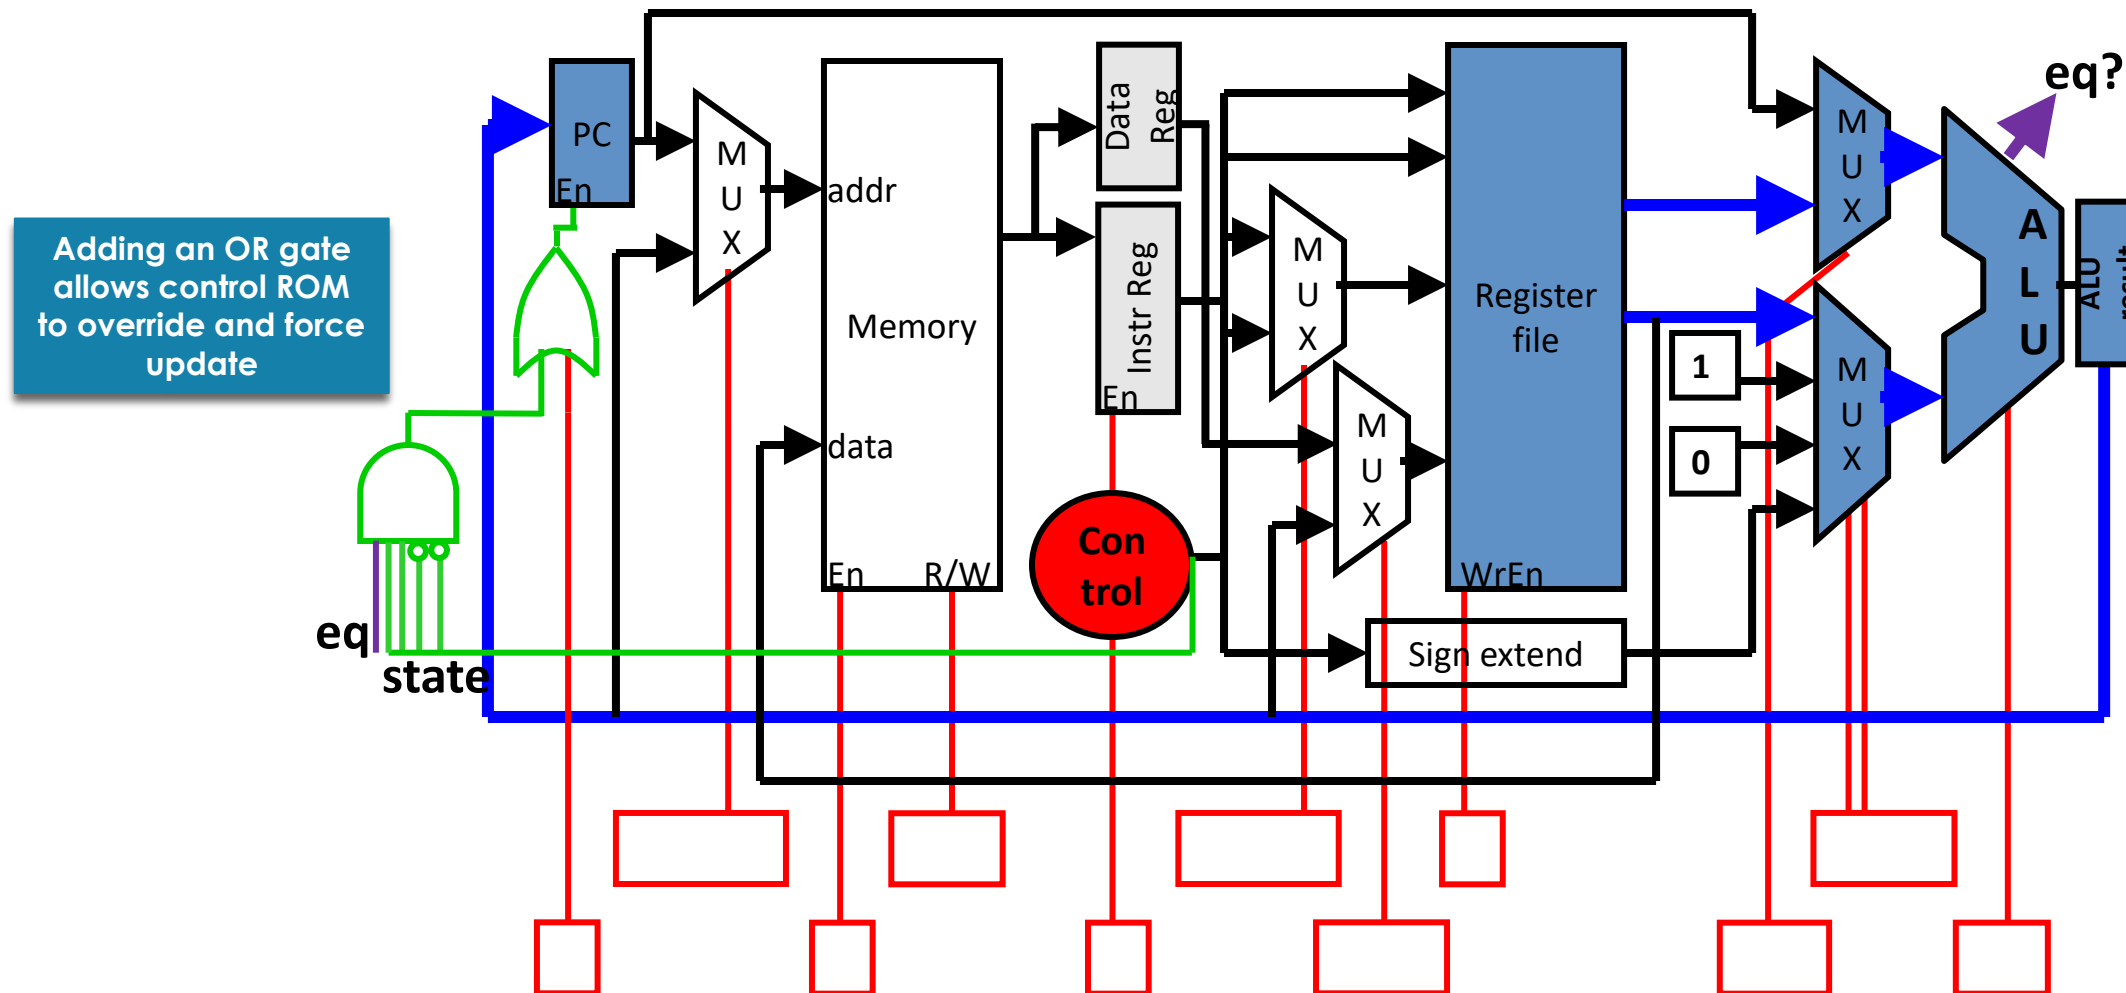 Adding an OR gate
allows control ROM
to override and force
update
PC
En
M
U
X
addr
Memory
data
En
R/W
Data
Reg
Instr Reg
En
Con
trol
M
U
X
M
U
X
Register
file
WrEn
Sign extend
1
0
M
U
X
M
U
X
A
L
U
eq?
ALU
result
eq
state